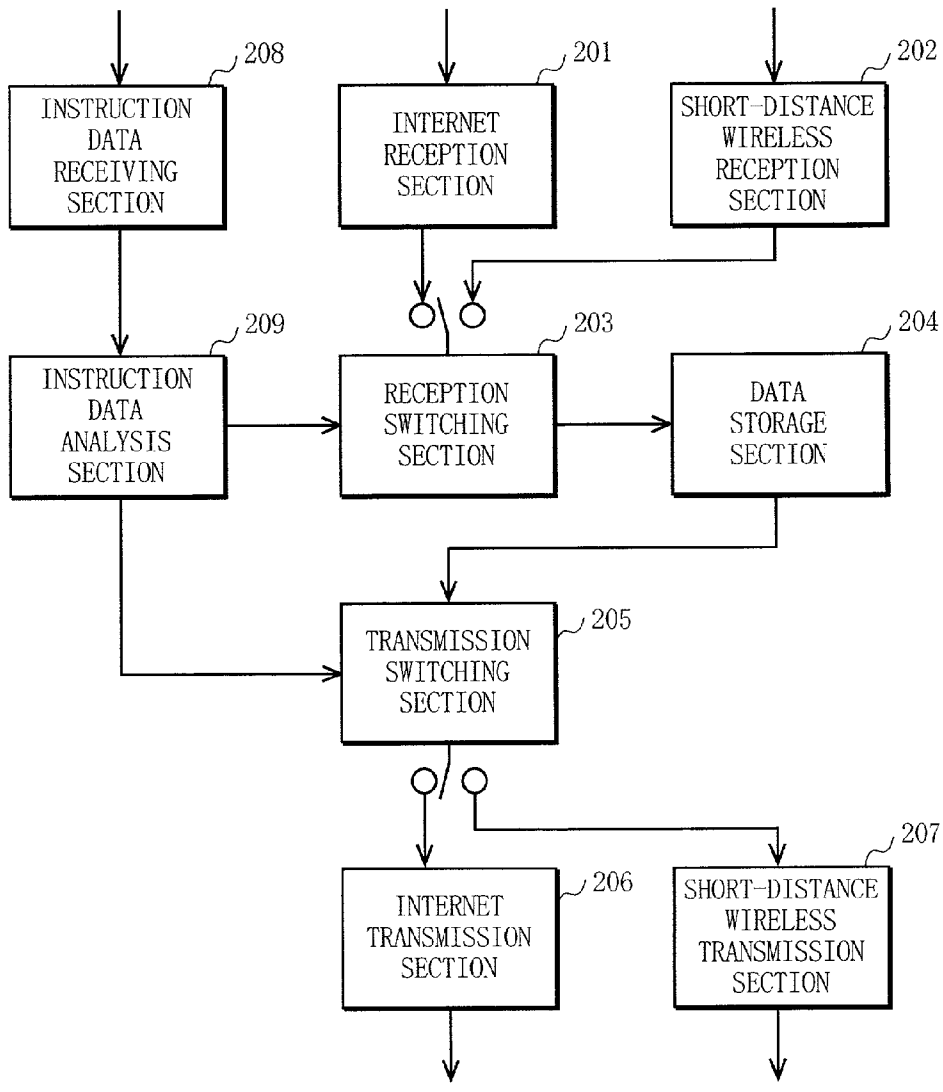 208
INSTRUCTION
DATA
RECEIVING
SECTION
201
INTERNET
RECEPTION
SECTION
202
SHORT-DISTANCE
WIRELESS
RECEPTION
SECTION
209
INSTRUCTION
DATA
ANALYSIS
SECTION
203
RECEPTION
SWITCHING
SECTION
204
DATA
STORAGE
SECTION
205
TRANSMISSION
SWITCHING
SECTION
206
INTERNET
TRANSMISSION
SECTION
207
SHORT-DISTANCE
WIRELESS
TRANSMISSION
SECTION